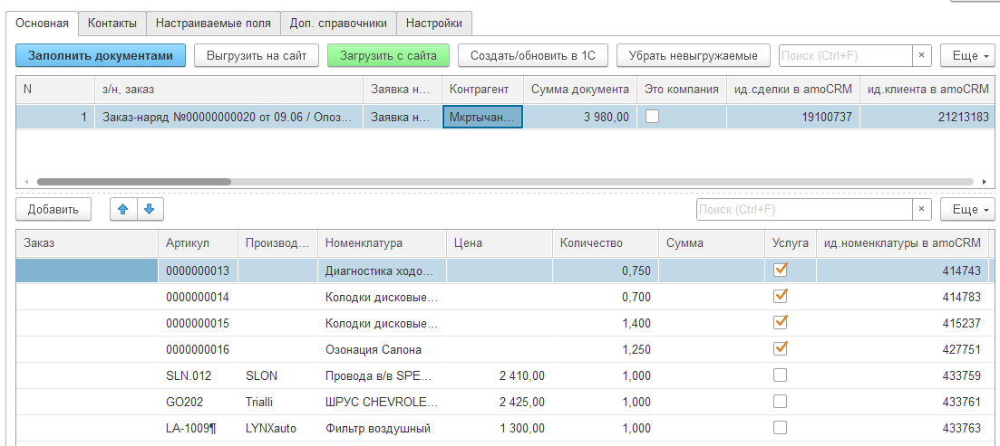 Основная Контакты Настраиваемые поля Доп. справочники Настройки
Заполнить документами Выгрузить на сайт Загрузить с сайта Создать/обновить в 1С Убрать невыгружаемые Поиск (Ctrl+F) × Еще
N з/н, заказ Заявка н... Контрагент Сумма документа Это компания ид.сделки в amoCRM ид.клиента в amoCRM
1 Заказ-наряд №00000000020 от 09.06 / Опоз... Заявка н... Мкртычан... 3 980,00 19100737 21213183
Добавить Поиск (Ctrl+F) × Еще
Заказ Артикул Производ... Номенклатура Цена Количество Сумма Услуга ид.номенклатуры в amoCRM
0000000013 Диагностика ходо... 0,750 414743
0000000014 Колодки дисковые... 0,700 414783
0000000015 Колодки дисковые... 1,400 415237
0000000016 Озонация Салона 1,250 427751
SLN.012 SLON Провода в/в SPE... 2 410,00 1,000 433759
GO202 Trialli ШРУС CHEVROLE... 2 425,00 1,000 433761
LA-1009¶ LYNXauto Фильтр воздушный 1 300,00 1,000 433763